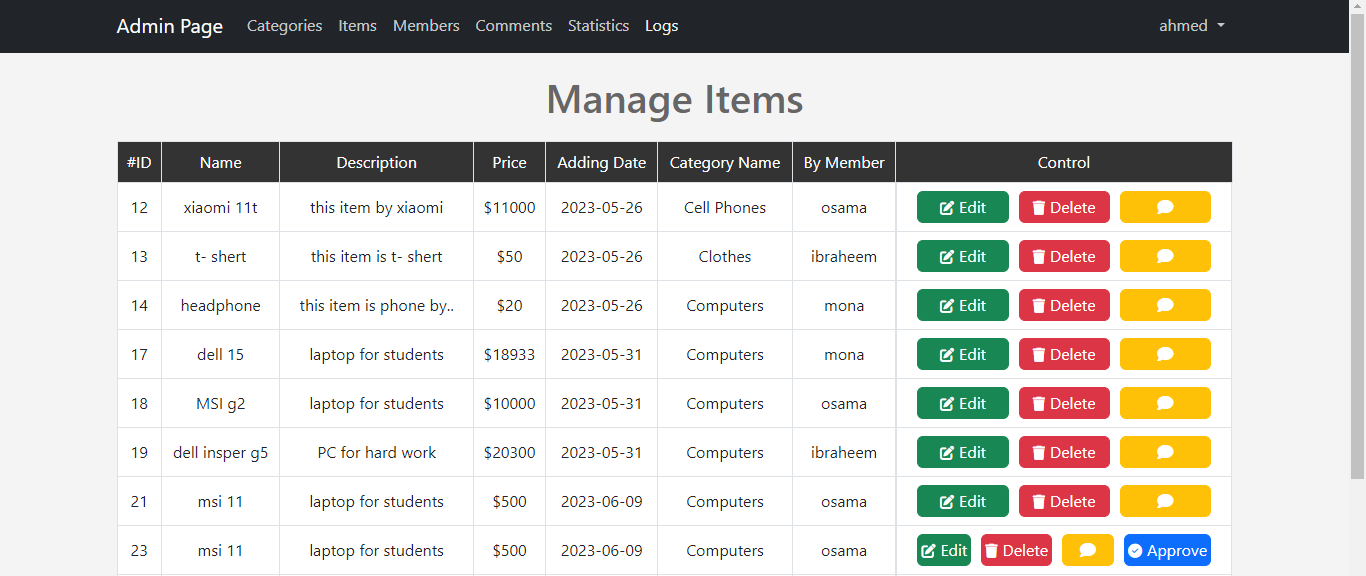 Admin Page Categories Items Members Comments Statistics Logs ahmed
Manage Items
#ID Name Description Price Adding Date Category Name By Member Control
12 xiaomi 11t this item by xiaomi $11000 2023-05-26 Cell Phones osama Edit Delete
13 t- shert this item is t- shert $50 2023-05-26 Clothes ibraheem Edit Delete
14 headphone this item is phone by.. $20 2023-05-26 Computers mona Edit Delete
17 dell 15 laptop for students $18933 2023-05-31 Computers mona Edit Delete
18 MSI g2 laptop for students $10000 2023-05-31 Computers osama Edit Delete
19 dell insper g5 PC for hard work $20300 2023-05-31 Computers ibraheem Edit Delete
21 msi 11 laptop for students $500 2023-06-09 Computers osama Edit Delete
23 msi 11 laptop for students $500 2023-06-09 Computers osama Edit Delete Approve